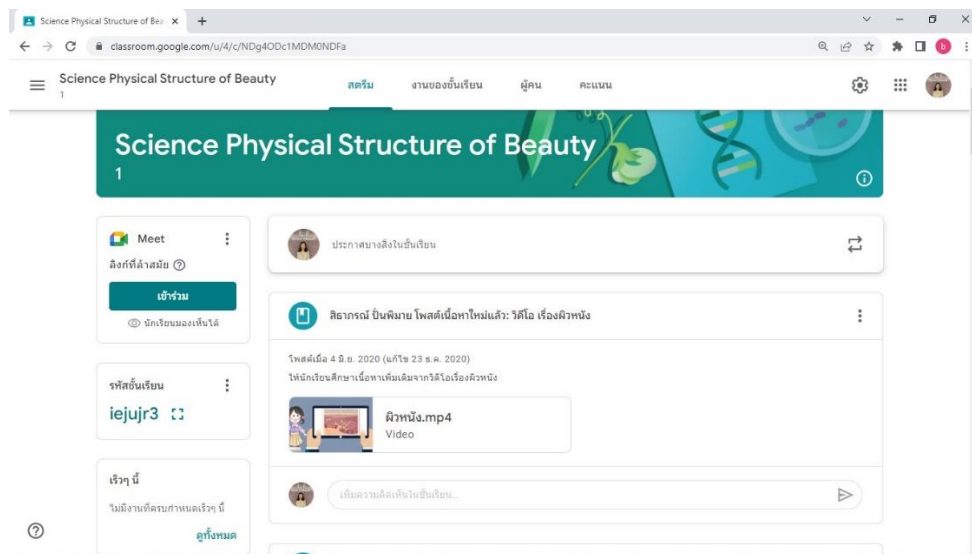 Science Physical Structure of Bea
classroom.google.com/u/4/c/NDg4ODc1MDM0NDFa
b
Science Physical Structure of Beauty
1
สตรีม
งานของชั้นเรียน
ผู้คน
คะแนน
Science Physical Structure of Beauty
1
Meet
ลิงก์ที่ล้าสมัย
เข้าร่วม
นักเรียนมองเห็นได้
รหัสชั้นเรียน
iejujr3
เร็วๆ นี้
ไม่มีงานที่ครบกำหนดเร็วๆ นี้
ดูทั้งหมด
ประกาศบางสิ่งในชั้นเรียน
สิธากรณ์ ปิ่นพิมาย โพสต์เนื้อหาใหม่แล้ว: วิดีโอ เรื่องผิวหนัง
โพสต์เมื่อ 4 มิ.ย. 2020 (แก้ไข 23 ธ.ค. 2020)
ให้นักเรียนศึกษาเนื้อหาเพิ่มเติมจากวิดีโอเรื่องผิวหนัง
ผิวหนัง.mp4
Video
เพิ่มความคิดเห็นในชั้นเรียน...